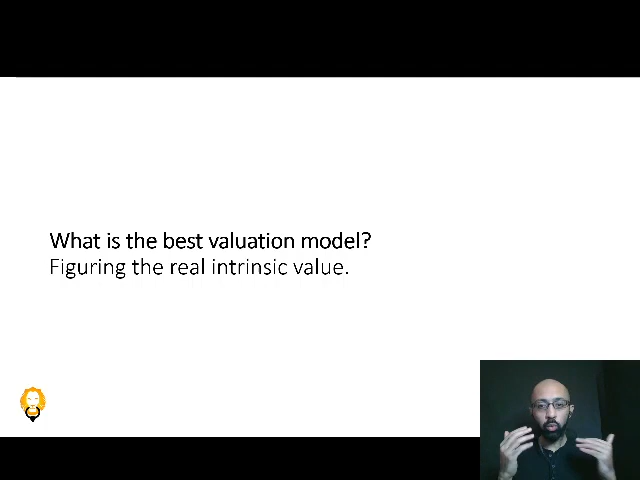 What is the best valuation model?
Figuring the real intrinsic value.